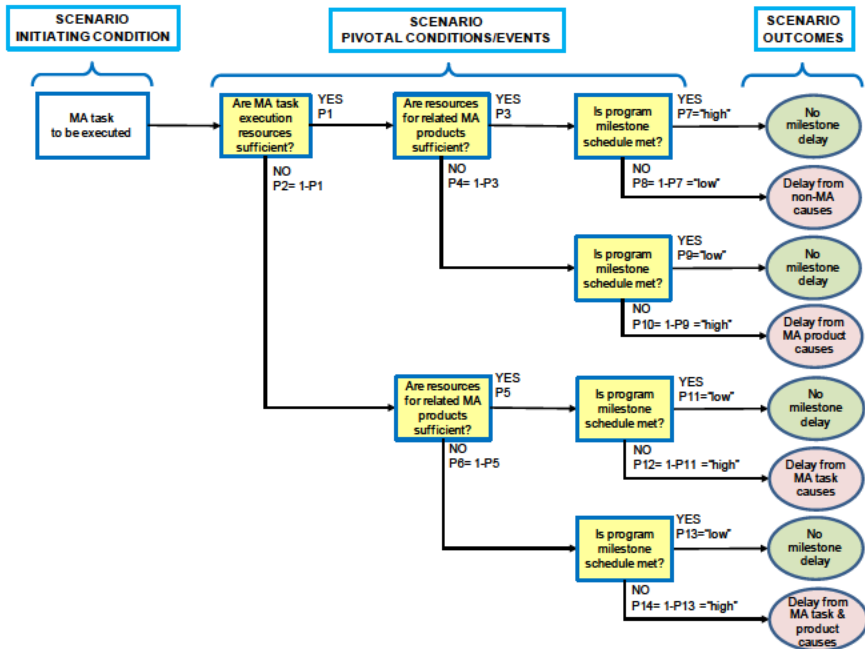 SCENARIO
INITIATING CONDITION
SCENARIO
PIVOTAL CONDITIONS/EVENTS
SCENARIO
OUTCOMES
MA task
to be executed
Are MA task
execution
resources
sufficient?
YES
P1
NO
P2= 1-P1
Are resources
for related MA
products
sufficient?
YES
P3
NO
P4= 1-P3
Is program
milestone
schedule met?
YES
P7="high"
No
milestone
delay
NO
P8= 1-P7 ="low"
Delay from
non-MA
causes
Is program
milestone
schedule met?
YES
P9="low"
No
milestone
delay
NO
P10= 1-P9 ="high"
Delay from
MA product
causes
Are resources
for related MA
products
sufficient?
YES
P5
NO
P6= 1-P5
Is program
milestone
schedule met?
YES
P11="low"
No
milestone
delay
NO
P12= 1-P11 ="high"
Delay from
MA task
causes
Is program
milestone
schedule met?
YES
P13="low"
No
milestone
delay
NO
P14= 1-P13 ="high"
Delay from
MA task &
product
causes